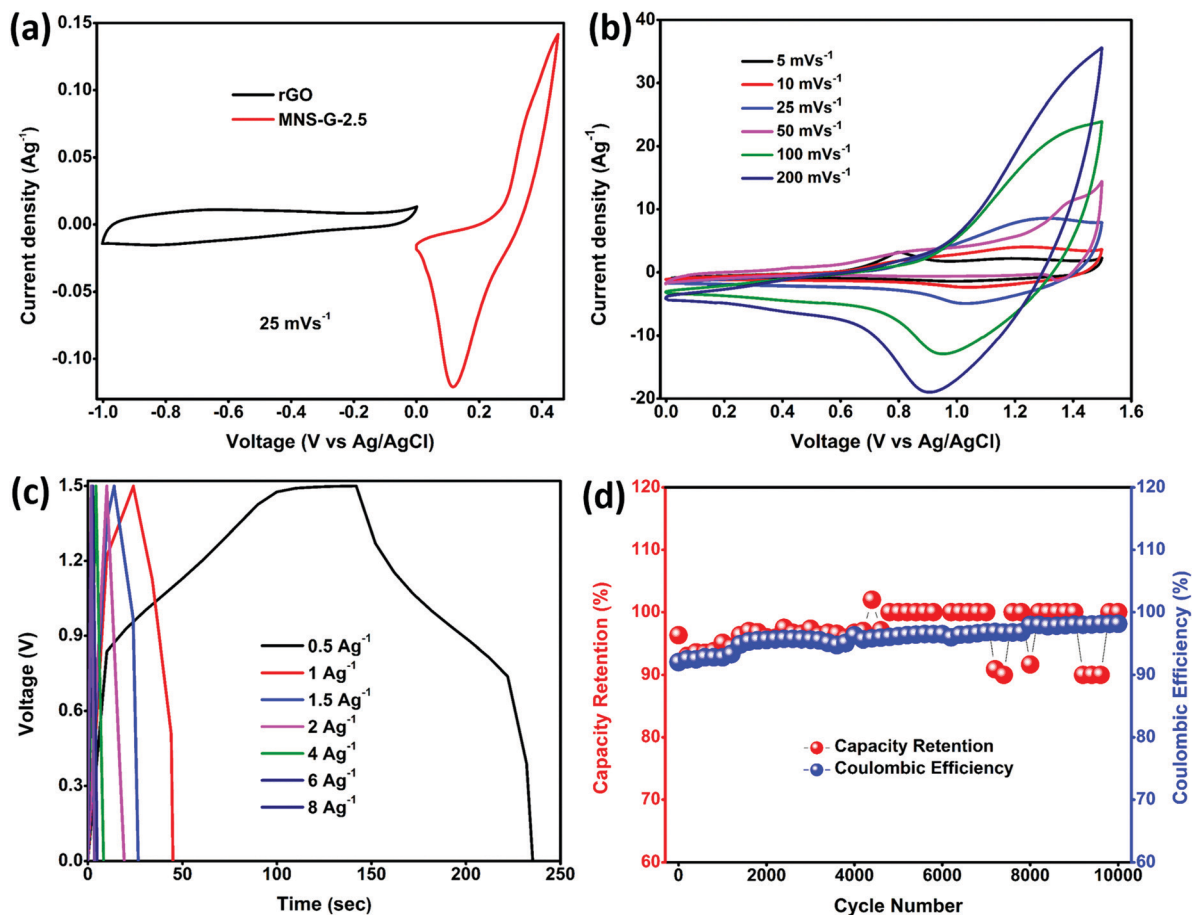 (a)
0.15
0.10
0.05
0.00
-0.05
-0.10
Current density (Ag⁻¹)
rGO
MNS-G-2.5
25 mVs⁻¹
-1.0 -0.8 -0.6 -0.4 -0.2 0.0 0.2 0.4
Voltage (V vs Ag/AgCl)
(b)
40
30
20
10
0
-10
-20
Current density (Ag⁻¹)
5 mVs⁻¹
10 mVs⁻¹
25 mVs⁻¹
50 mVs⁻¹
100 mVs⁻¹
200 mVs⁻¹
0.0 0.2 0.4 0.6 0.8 1.0 1.2 1.4 1.6
Voltage (V vs Ag/AgCl)
(c)
1.5
1.2
0.9
0.6
0.3
0.0
Voltage (V)
0.5 Ag⁻¹
1 Ag⁻¹
1.5 Ag⁻¹
2 Ag⁻¹
4 Ag⁻¹
6 Ag⁻¹
8 Ag⁻¹
0 50 100 150 200 250
Time (sec)
(d)
120
110
100
90
80
70
60
Capacity Retention (%)
Capacity Retention
Coulombic Efficiency
120
110
100
90
80
70
60
Coulombic Efficiency (%)
0 2000 4000 6000 8000 10000
Cycle Number